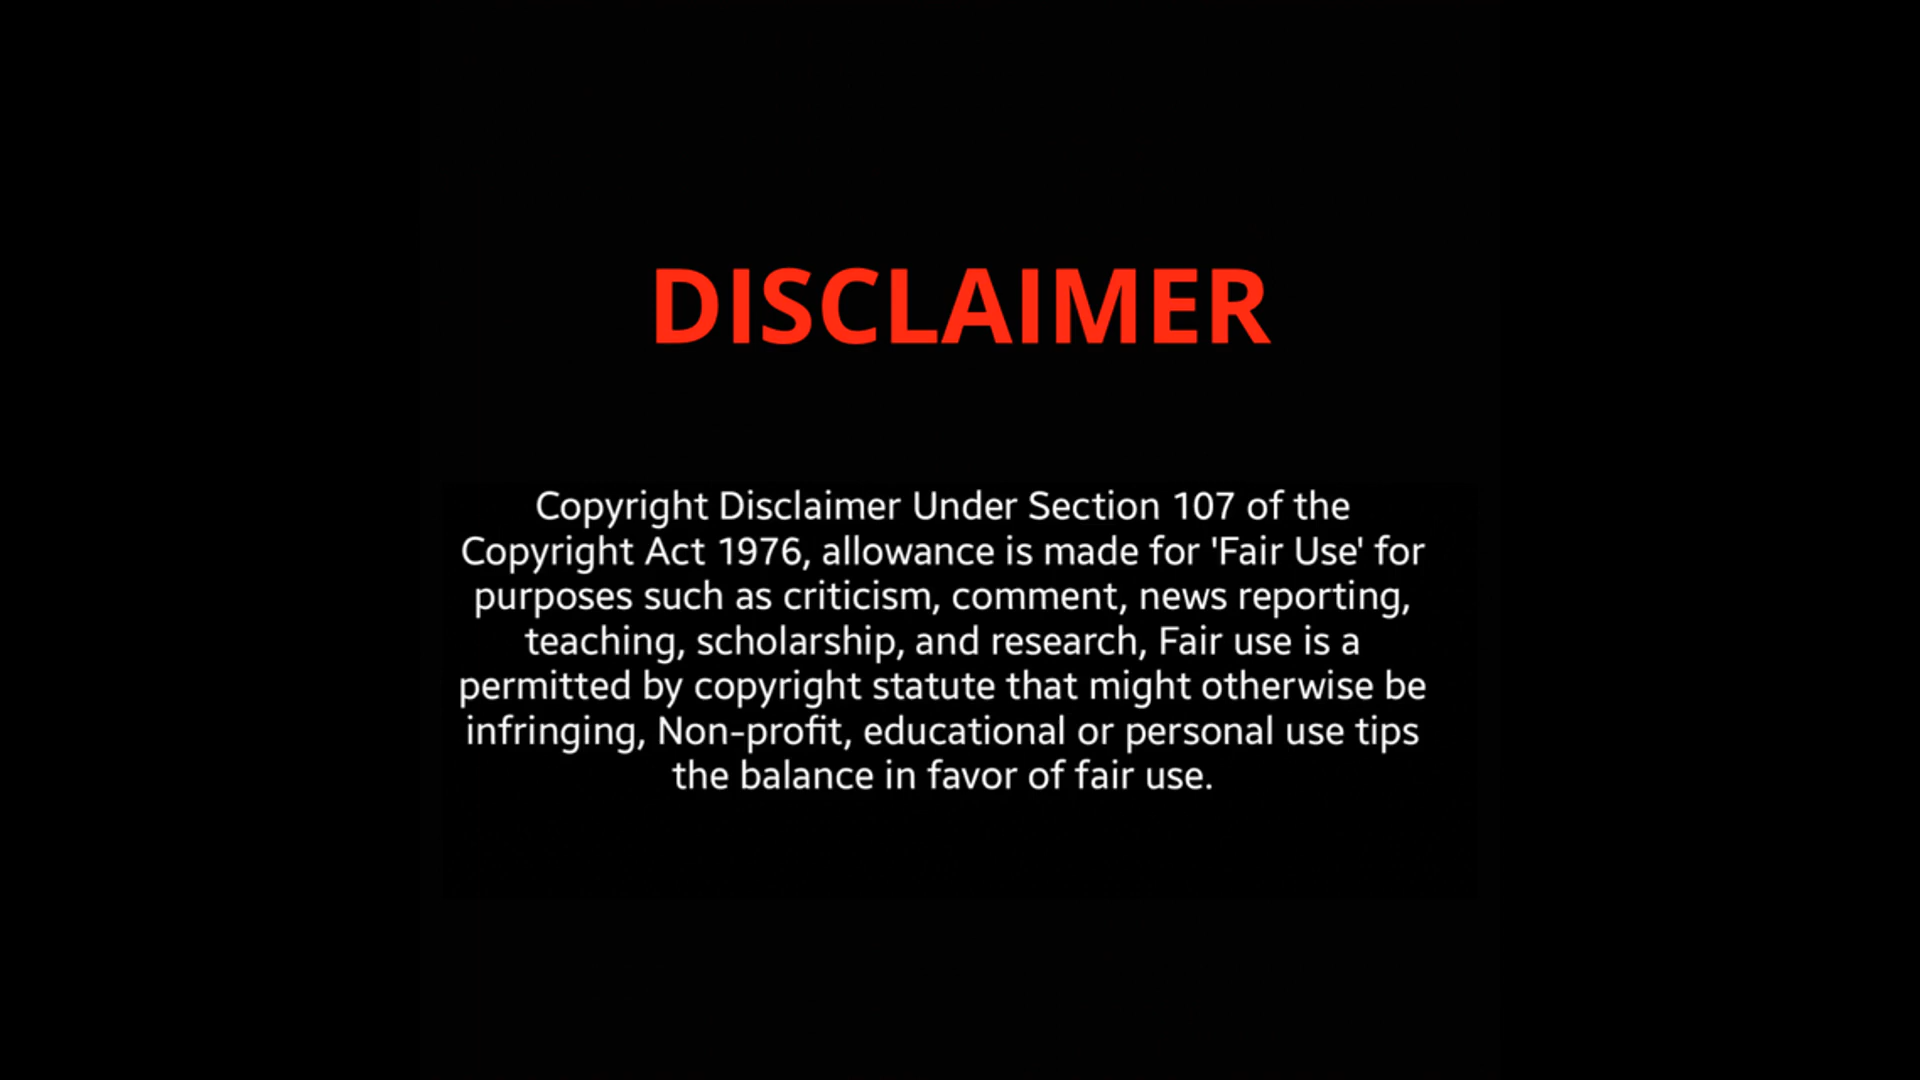 DISCLAIMER
Copyright Disclaimer Under Section 107 of the
Copyright Act 1976, allowance is made for 'Fair Use' for
purposes such as criticism, comment, news reporting,
teaching, scholarship, and research, Fair use is a
permitted by copyright statute that might otherwise be
infringing, Non-profit, educational or personal use tips
the balance in favor of fair use.